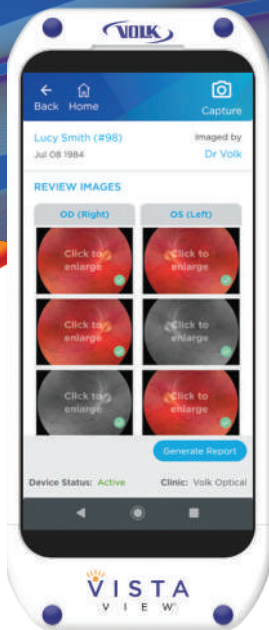 VOLK
Back Home
Capture
Lucy Smith (#98) Imaged by
Jul 08 1984 Dr Volk
REVIEW IMAGES
OD (Right) OS (Left)
Click to enlarge Click to enlarge
Click to enlarge Click to enlarge
Click to enlarge Click to enlarge
Generate Report
Device Status: Active Clinic: Volk Optical
VISTA
VIEW